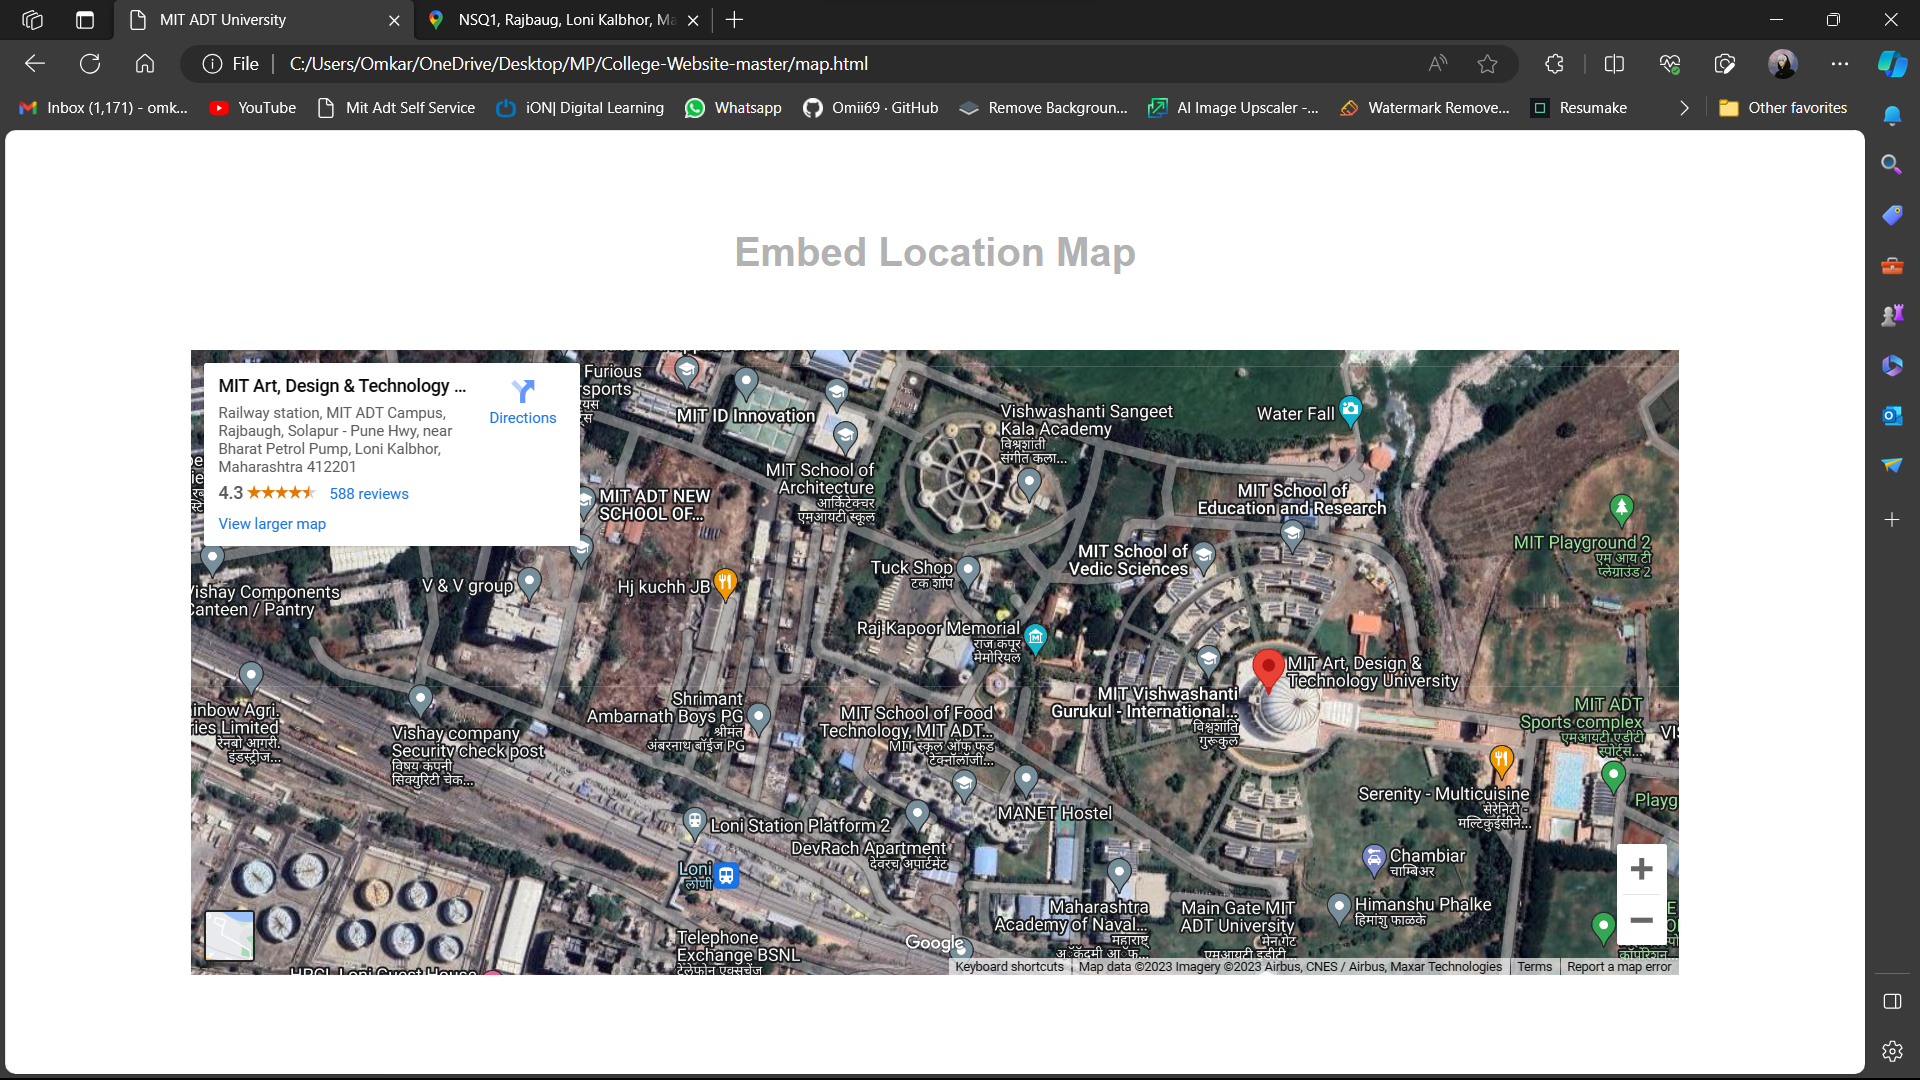 MIT ADT University
NSQ1, Rajbaug, Loni Kalbhor, Ma
File
C:/Users/Omkar/OneDrive/Desktop/MP/College-Website-master/map.html
Inbox (1,171) - omk...
YouTube
Mit Adt Self Service
iON| Digital Learning
Whatsapp
Omii69 · GitHub
Remove Backgroun...
AI Image Upscaler -...
Watermark Remove...
Resumake
Other favorites
Embed Location Map
MIT Art, Design & Technology ...
Directions
Railway station, MIT ADT Campus,
Rajbaugh, Solapur - Pune Hwy, near
Bharat Petrol Pump, Loni Kalbhor,
Maharashtra 412201
4.3
588 reviews
View larger map
Furious
sports
MIT ID Innovation
Vishwashanti Sangeet
Kala Academy
विश्वशांती
संगीत कला...
Water Fall
MIT School of
Architecture
आर्किटेक्चर
एमआयटी स्कूल
MIT ADT NEW
SCHOOL OF...
MIT School of
Education and Research
MIT School of
Vedic Sciences
MIT Playground 2
एम आय टी
प्लेग्राउंड 2
Tuck Shop
टक शॉप
V & V group
Hj kuchh JB
Vishay Components
Canteen / Pantry
Raj Kapoor Memorial
राज कपूर
मेमोरियल
MIT Art, Design &
Technology University
MIT Vishwashanti
Gurukul - International...
विश्वशांति
गुरूकुल
Shrimant
Ambarnath Boys PG
श्रीमंत
अंबरनाथ बॉईज PG
MIT School of Food
Technology, MIT ADT...
MIT स्कूल ऑफ फूड
टेक्नॉलॉजी...
MIT ADT
Sports complex
एमआयटी एडीटी
स्पोर्ट्स...
inbow Agri.
ries Limited
रेनबो आगरी.
इंडस्ट्रीज...
Vishay company
Security check post
विषय कंपनी
सिक्युरिटी चेक...
Serenity - Multicuisine
सेरेनिटी -
मल्टिकुईसीने...
Playg
MANET Hostel
Loni Station Platform 2
DevRach Apartment
देवरच अपार्टमेंट
Loni
लोणी
Chambiar
चाम्बिअर
Himanshu Phalke
हिमांशु फाळके
Maharashtra
Academy of Naval...
महाराष्ट्र
अॅकॅदमी आॅफ...
Main Gate MIT
ADT University
मेन गेट
एमआयटी इडीटी...
Telephone
Exchange BSNL
टेलेफोन एक्सचेंज
HPCL Loni Guest House
Google
Keyboard shortcuts
Map data ©2023 Imagery ©2023 Airbus, CNES / Airbus, Maxar Technologies
Terms
Report a map error